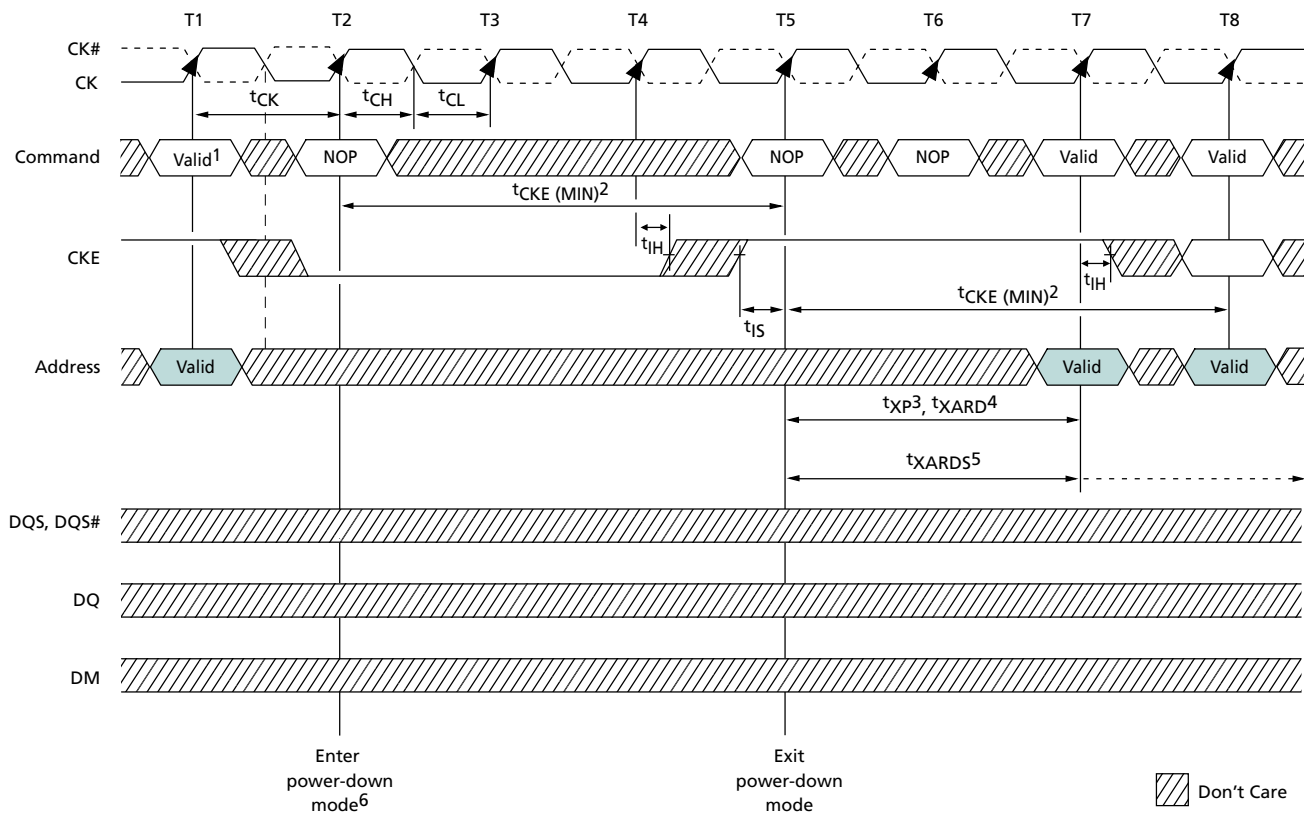 T1 T2 T3 T4 T5 T6 T7 T8
CK#
CK
tCK tCH tCL
Command Valid1 NOP NOP NOP Valid Valid
tCKE (MIN)2
CKE tIH tIH
tCKE (MIN)2
tIS
Address Valid Valid Valid
tXP3, tXARD4
tXARDS5
DQS, DQS#
DQ
DM
Enter
power-down
mode6
Exit
power-down
mode
Don't Care